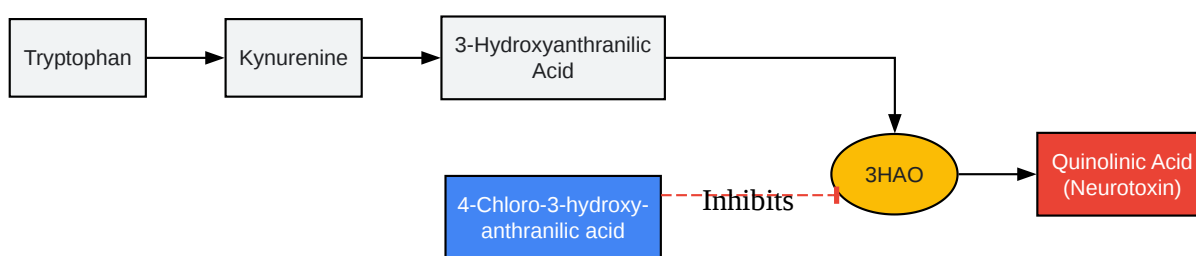 Tryptophan
Kynurenine
3-Hydroxyanthranilic
Acid
3HAO
Quinolinic Acid
(Neurotoxin)
4-Chloro-3-hydroxy-
anthranilic acid
Inhibits